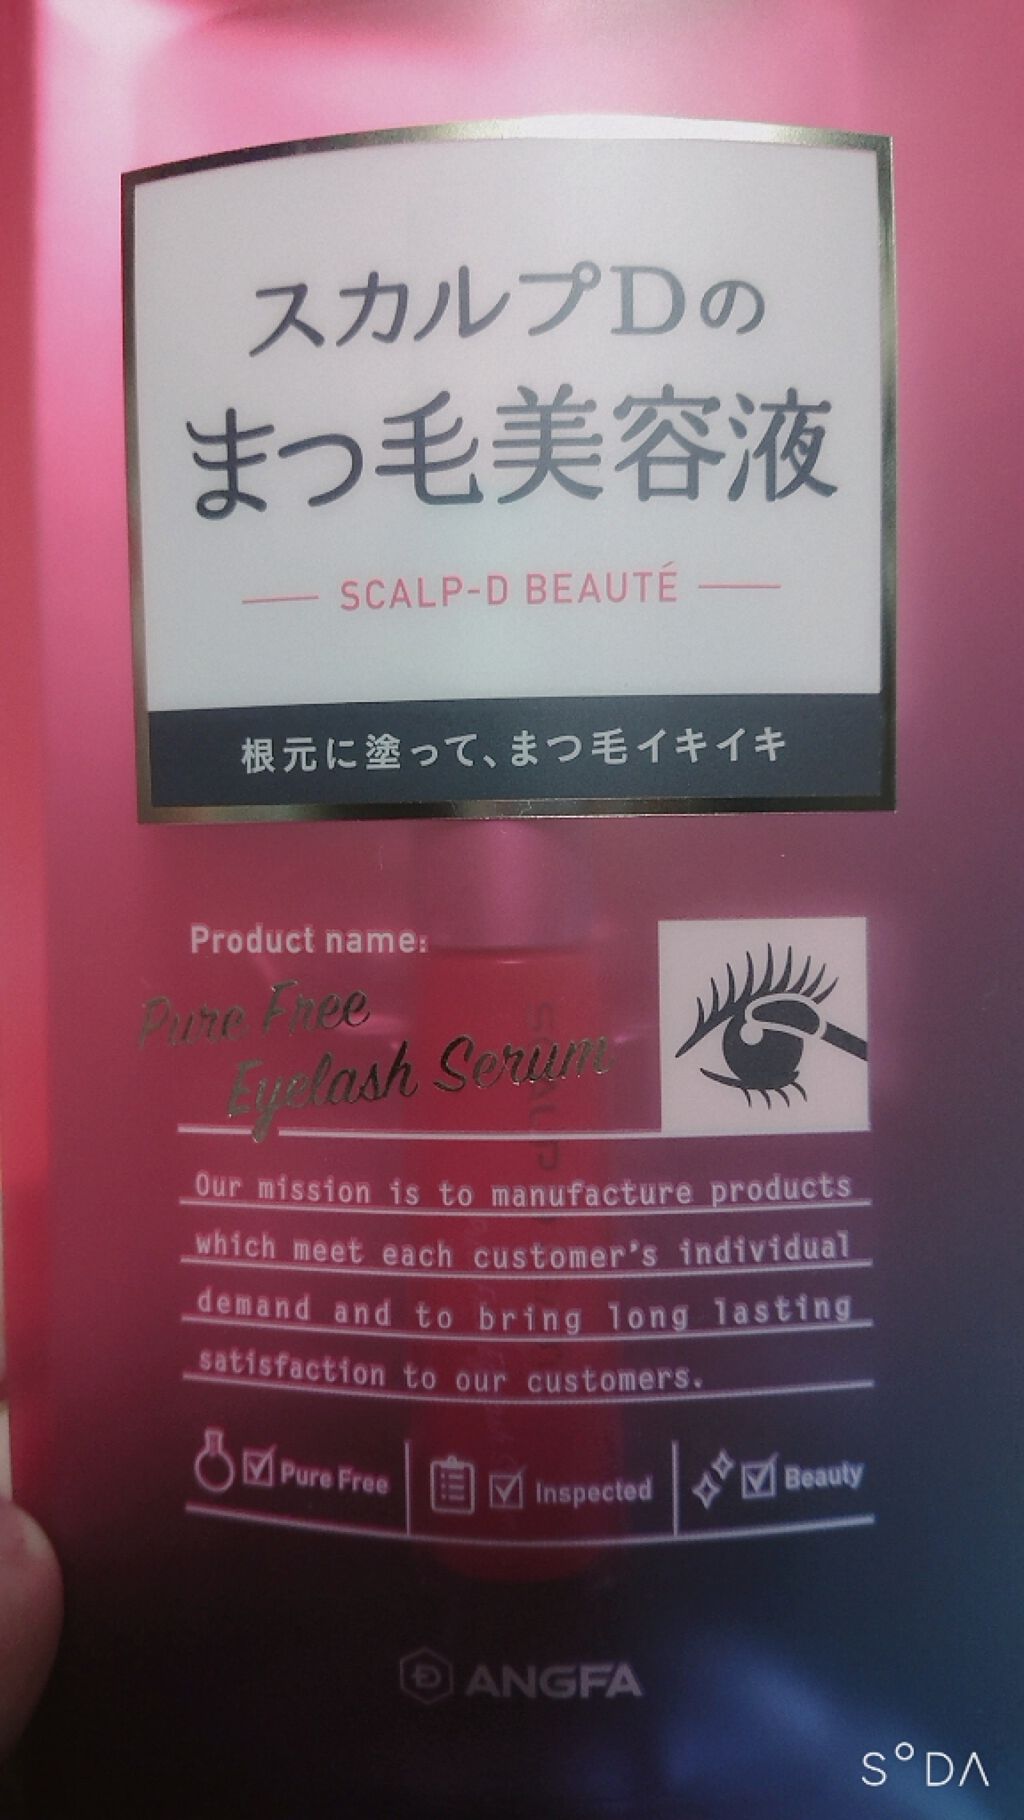 スカルプDの
まつ毛美容液
SCALP-D BEAUTÉ
根元に塗って、まつ毛イキイキ
Product name:
Pure Free
Eyelash Serum
Our mission is to manufacture products
which meet each customer's individual
demand and to bring long lasting
satisfaction to our customers.
Pure Free
Inspected
Beauty
ANGFA
SODA